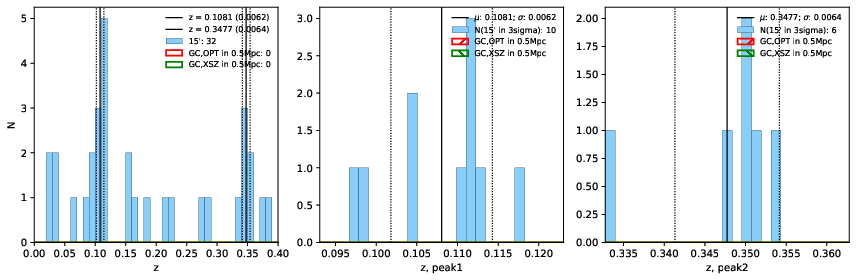 z = 0.1081 (0.0062)
z = 0.3477 (0.0064)
15': 32
GC,OPT in 0.5Mpc: 0
GC,XSZ in 0.5Mpc: 0
N
5
4
3
2
1
0
0.00 0.05 0.10 0.15 0.20 0.25 0.30 0.35 0.40
z
μ: 0.1081; σ: 0.0062
N(15' in 3sigma): 10
GC,OPT in 0.5Mpc
GC,XSZ in 0.5Mpc
3.0
2.5
2.0
1.5
1.0
0.5
0.0
0.095 0.100 0.105 0.110 0.115 0.120
z, peak1
μ: 0.3477; σ: 0.0064
N(15' in 3sigma): 6
GC,OPT in 0.5Mpc
GC,XSZ in 0.5Mpc
2.00
1.75
1.50
1.25
1.00
0.75
0.50
0.25
0.00
0.335 0.340 0.345 0.350 0.355 0.360
z, peak2